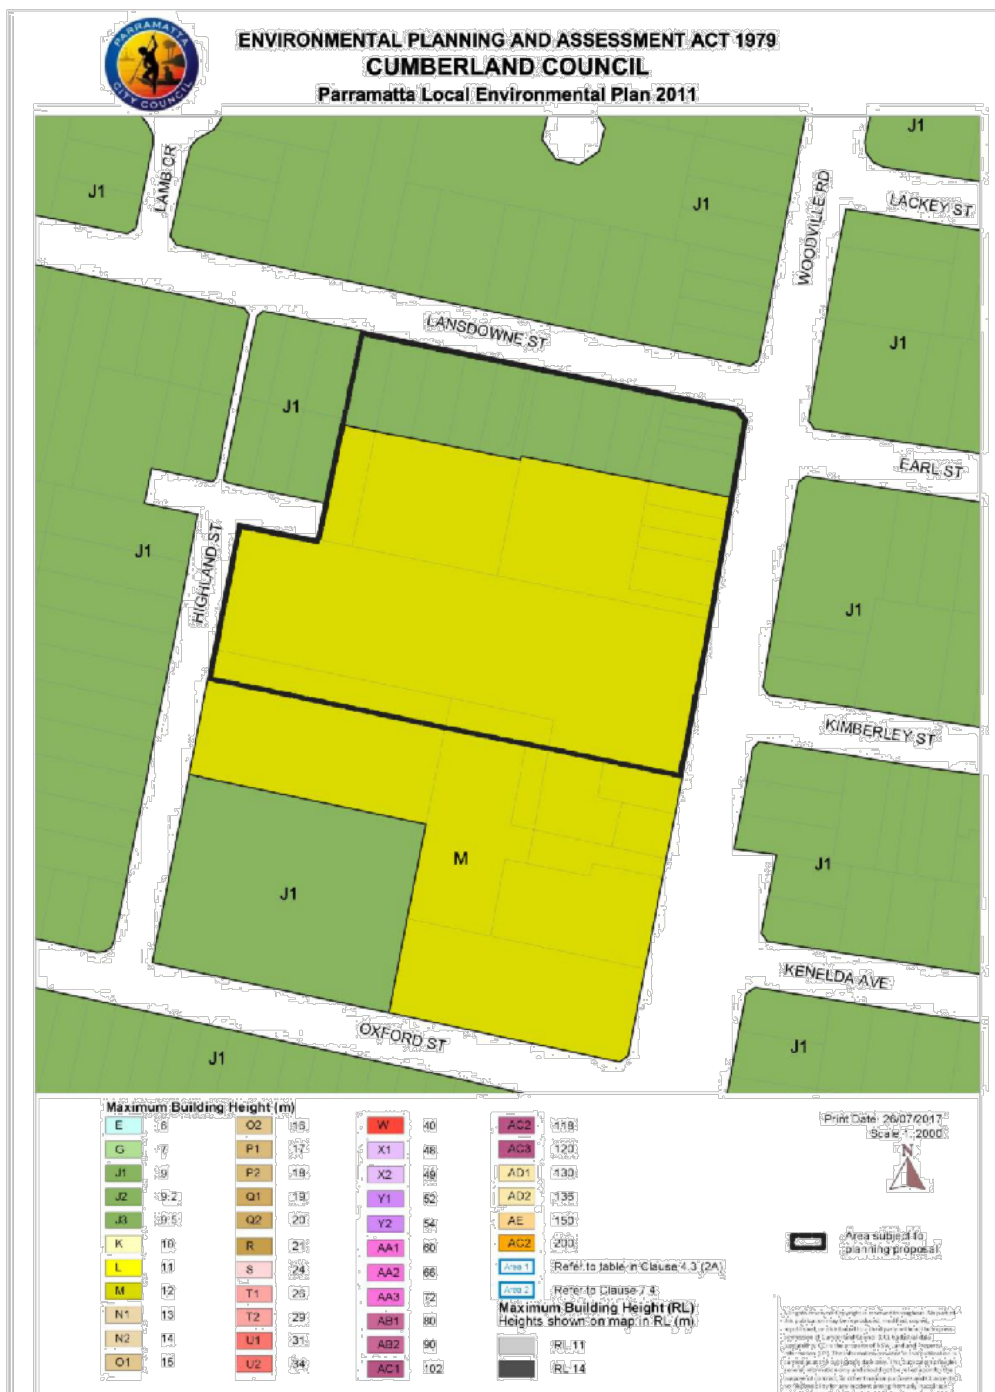 PARRAMATTA
CITY COUNCIL
ENVIRONMENTAL PLANNING AND ASSESSMENT ACT 1979
CUMBERLAND COUNCIL
Parramatta Local Environmental Plan 2011
J1
LAMB CR
J1
J1
WOODVILLE RD
LACKEY ST
LANSDOWNE ST
J1
J1
EARL ST
J1
HIGHLAND ST
J1
KIMBERLEY ST
M
J1
J1
KENELDA AVE
OXFORD ST
J1
J1
Maximum Building Height (m)
E 6
G 7
J1 9
J2 9.2
J3 9.5
K 10
L 11
M 12
N1 13
N2 14
O1 15
O2 16
P1 17
P2 18
Q1 19
Q2 20
R 21
S 24
T1 26
T2 29
U1 31
U2 34
W 40
X1 48
X2 49
Y1 52
Y2 54
AA1 60
AA2 66
AA3 72
AB1 80
AB2 90
AC1 102
AC2 118
AC3 120
AD1 130
AD2 135
AE 150
AC2 200
Area 1 Refer to table in Clause 4.3 (2A)
Area 2 Refer to Clause 7.4
Maximum Building Height (RL)
Heights shown on map in RL (m)
RL 11
RL 14
Print Date: 26/07/2017
Scale 1:2000
N
Area subject to
planning proposal